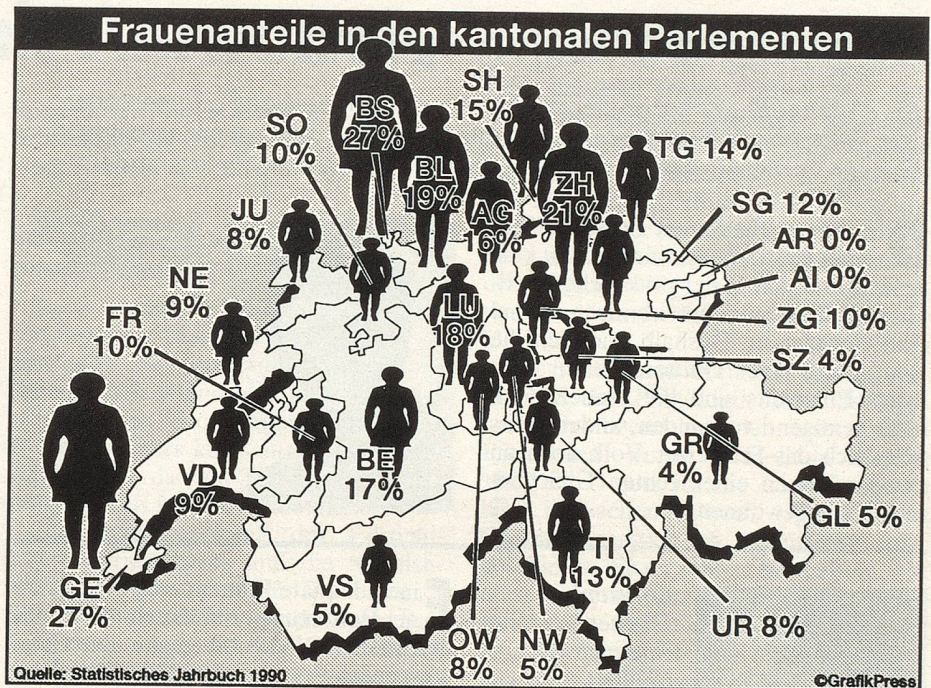 Frauenanteile in den kantonalen Parlementen
BS
27%
SH
15%
SO
10%
BL
19%
TG 14%
ZH
21%
AG
16%
JU
8%
SG 12%
AR 0%
AI 0%
NE
9%
LU
18%
FR
10%
ZG 10%
SZ 4%
GR
4%
BE
17%
VD
9%
GL 5%
TI
13%
GE
27%
VS
5%
UR 8%
OW
8%
NW
5%
Quelle: Statistisches Jahrbuch 1990
©GrafikPress